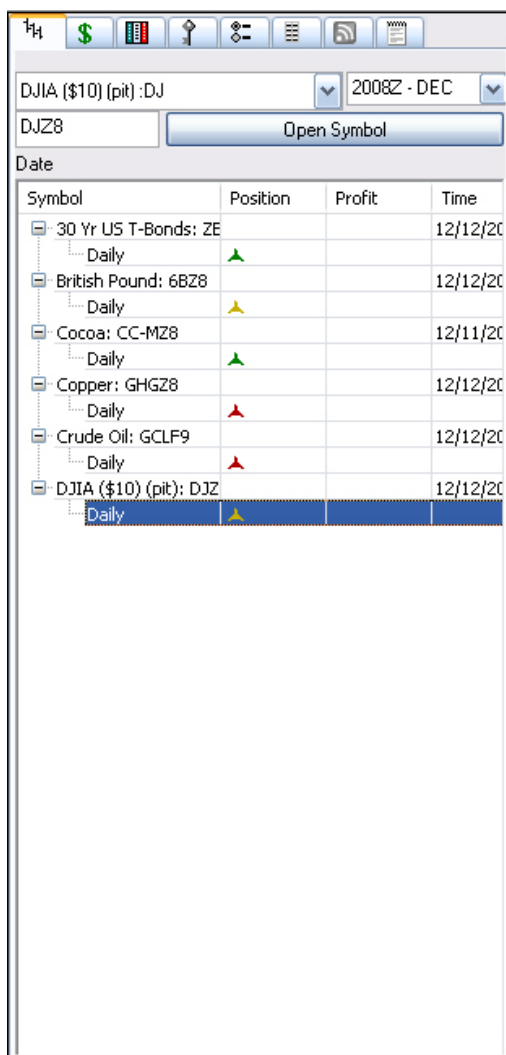 DJIA ($10) (pit) :DJ 2008Z - DEC
DJZ8 Open Symbol
Date
Symbol Position Profit Time
30 Yr US T-Bonds: ZB 12/12/20
Daily
British Pound: 6BZ8 12/12/20
Daily
Cocoa: CC-MZ8 12/11/20
Daily
Copper: GHGZ8 12/12/20
Daily
Crude Oil: GCLF9 12/12/20
Daily
DJIA ($10) (pit): DJZ 12/12/20
Daily